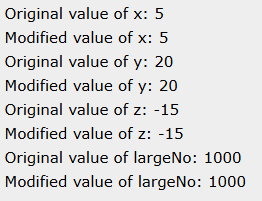 Original value of x: 5
Modified value of x: 5
Original value of y: 20
Modified value of y: 20
Original value of z: -15
Modified value of z: -15
Original value of largeNo: 1000
Modified value of largeNo: 1000